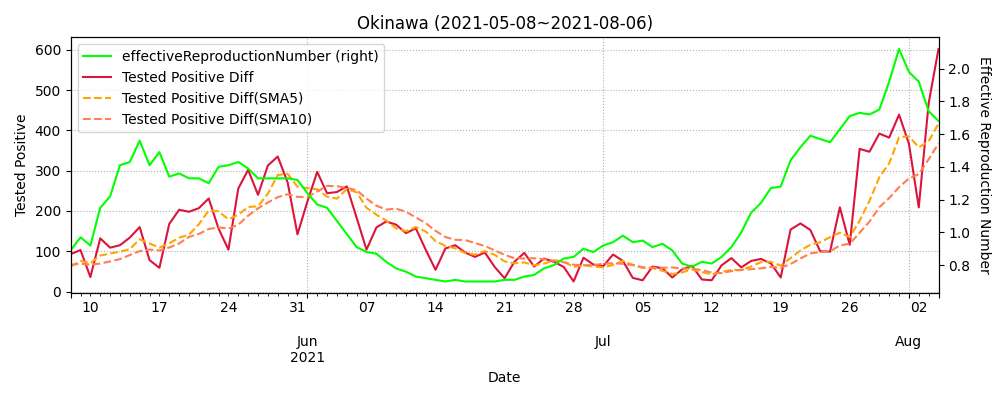 Okinawa (2021-05-08~2021-08-06)
effectiveReproductionNumber (right)
Tested Positive Diff
Tested Positive Diff(SMA5)
Tested Positive Diff(SMA10)
Tested Positive
600
500
400
300
200
100
0
2.0
1.8
1.6
1.4
1.2
1.0
0.8
Effective Reproduction Number
10 17 24 31 07 14 21 28 05 12 19 26 02
Jun Jul Aug
2021
Date